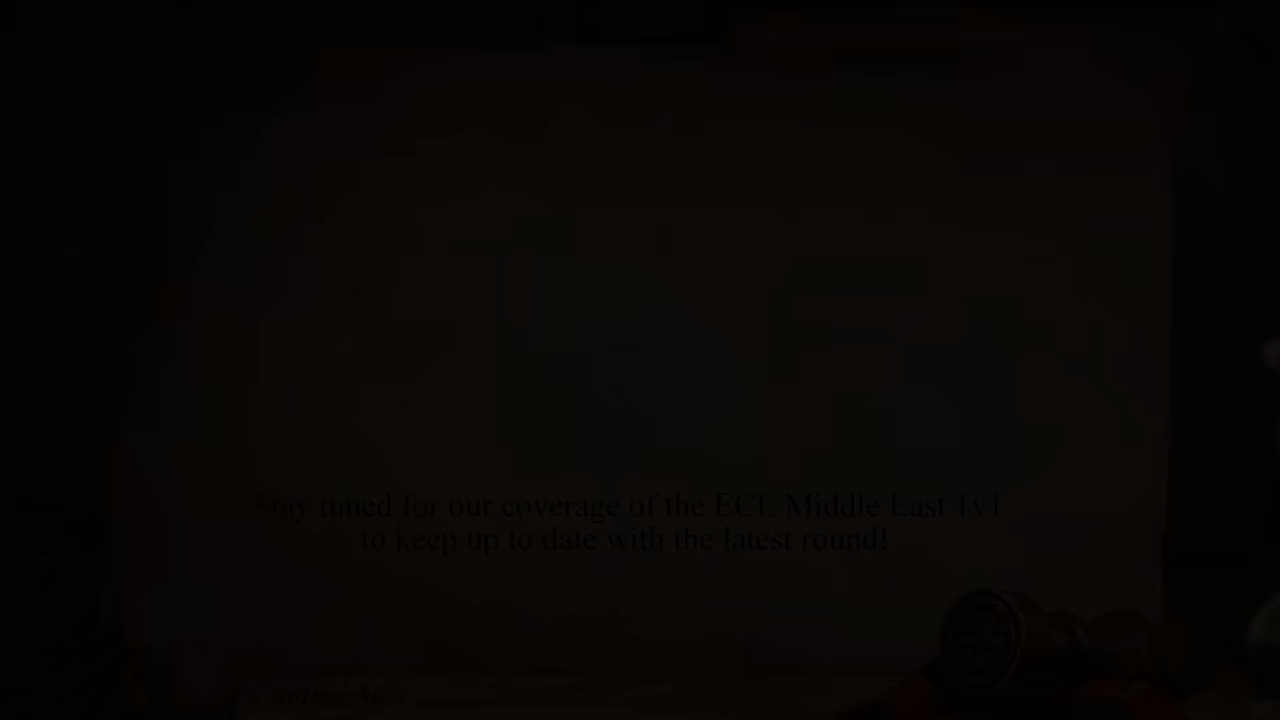 Stay tuned for our coverage of the ECL Middle East 1v1
to keep up to date with the latest round!